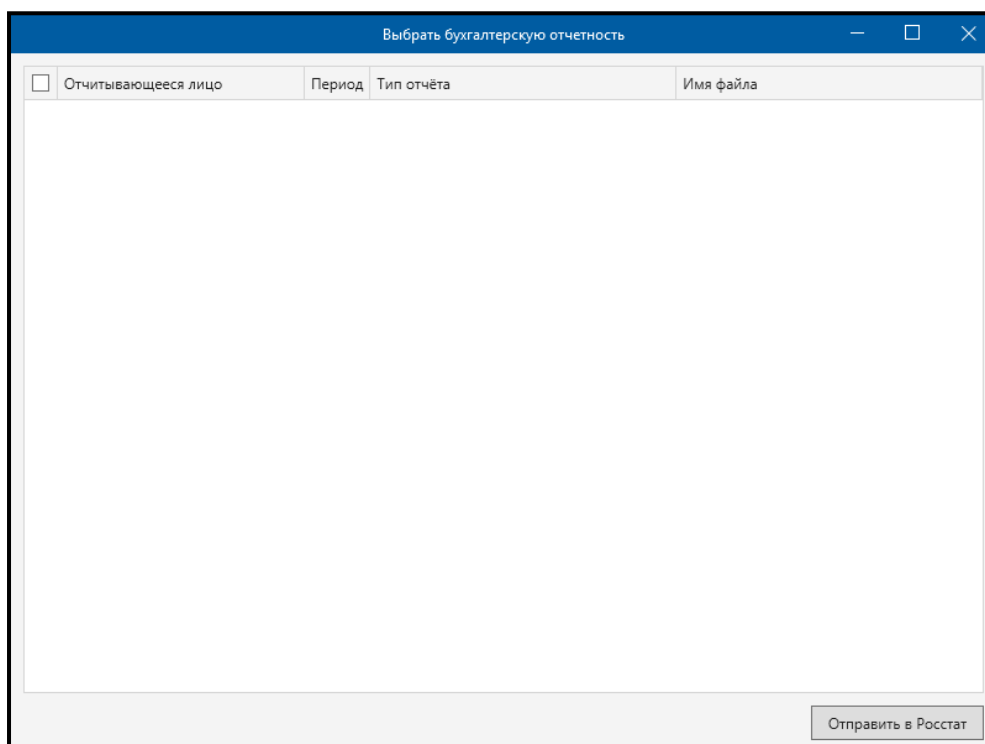 Выбрать бухгалтерскую отчетность
Отчитывающееся лицо Период Тип отчёта Имя файла
Отправить в Росстат